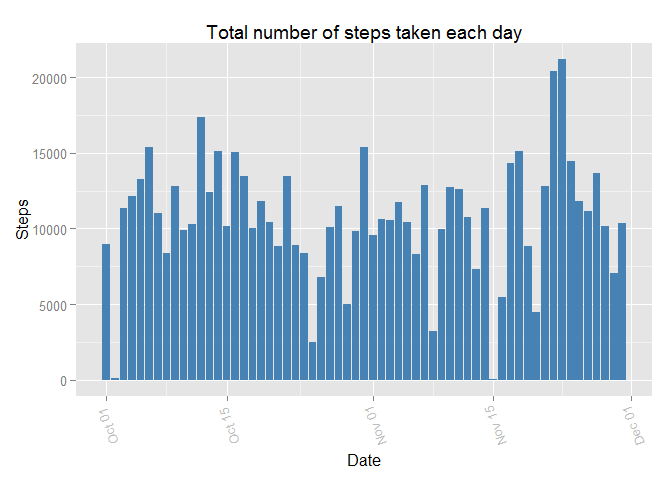 Total number of steps taken each day
Steps
20000
15000
10000
5000
0
Oct 01
Oct 15
Nov 01
Nov 15
Dec 01
Date